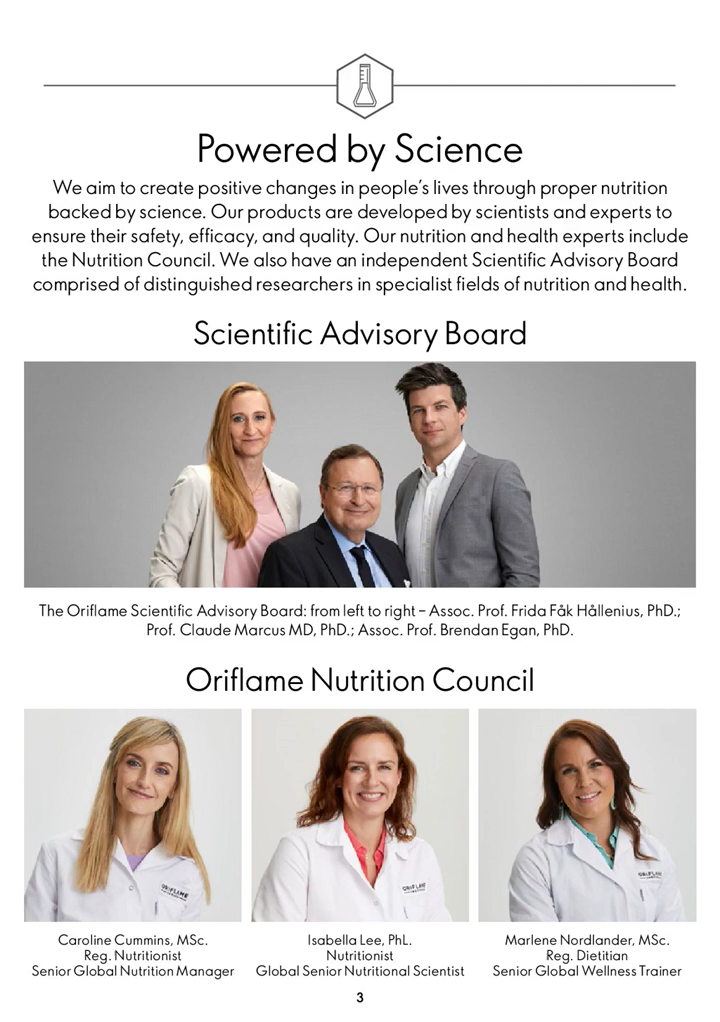 Powered by Science
We aim to create positive changes in people's lives through proper nutrition
backed by science. Our products are developed by scientists and experts to
ensure their safety, efficacy, and quality. Our nutrition and health experts include
the Nutrition Council. We also have an independent Scientific Advisory Board
comprised of distinguished researchers in specialist fields of nutrition and health.
Scientific Advisory Board
The Oriflame Scientific Advisory Board: from left to right – Assoc. Prof. Frida Fåk Hållenius, PhD.;
Prof. Claude Marcus MD, PhD.; Assoc. Prof. Brendan Egan, PhD.
Oriflame Nutrition Council
ORIFLAME
ORIFLAME
ORIFLAME
Caroline Cummins, MSc.
Reg. Nutritionist
Senior Global Nutrition Manager
Isabella Lee, PhL.
Nutritionist
Global Senior Nutritional Scientist
Marlene Nordlander, MSc.
Reg. Dietitian
Senior Global Wellness Trainer
3